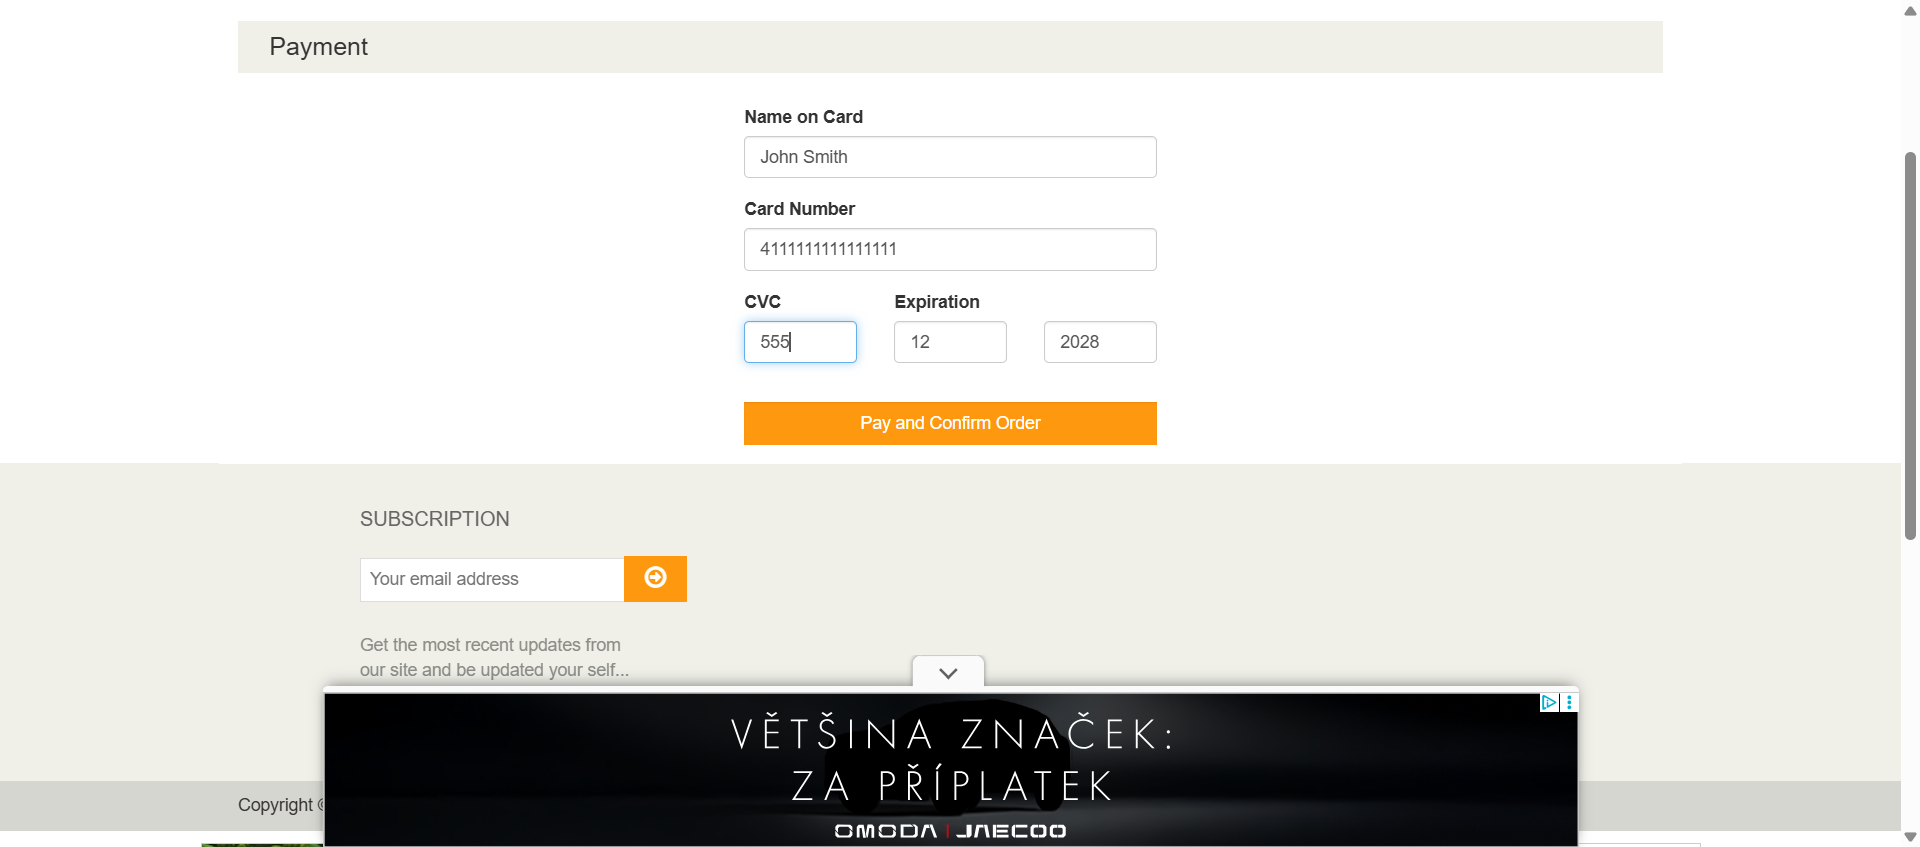 Payment
Name on Card
John Smith
Card Number
4111111111111111
CVC
Expiration
555
12
2028
Pay and Confirm Order
SUBSCRIPTION
Your email address
Get the most recent updates from
our site and be updated your self...
VĚTŠINA ZNAČEK:
ZA PŘÍPLATEK
OMODA | JAECOO
Copyright ©